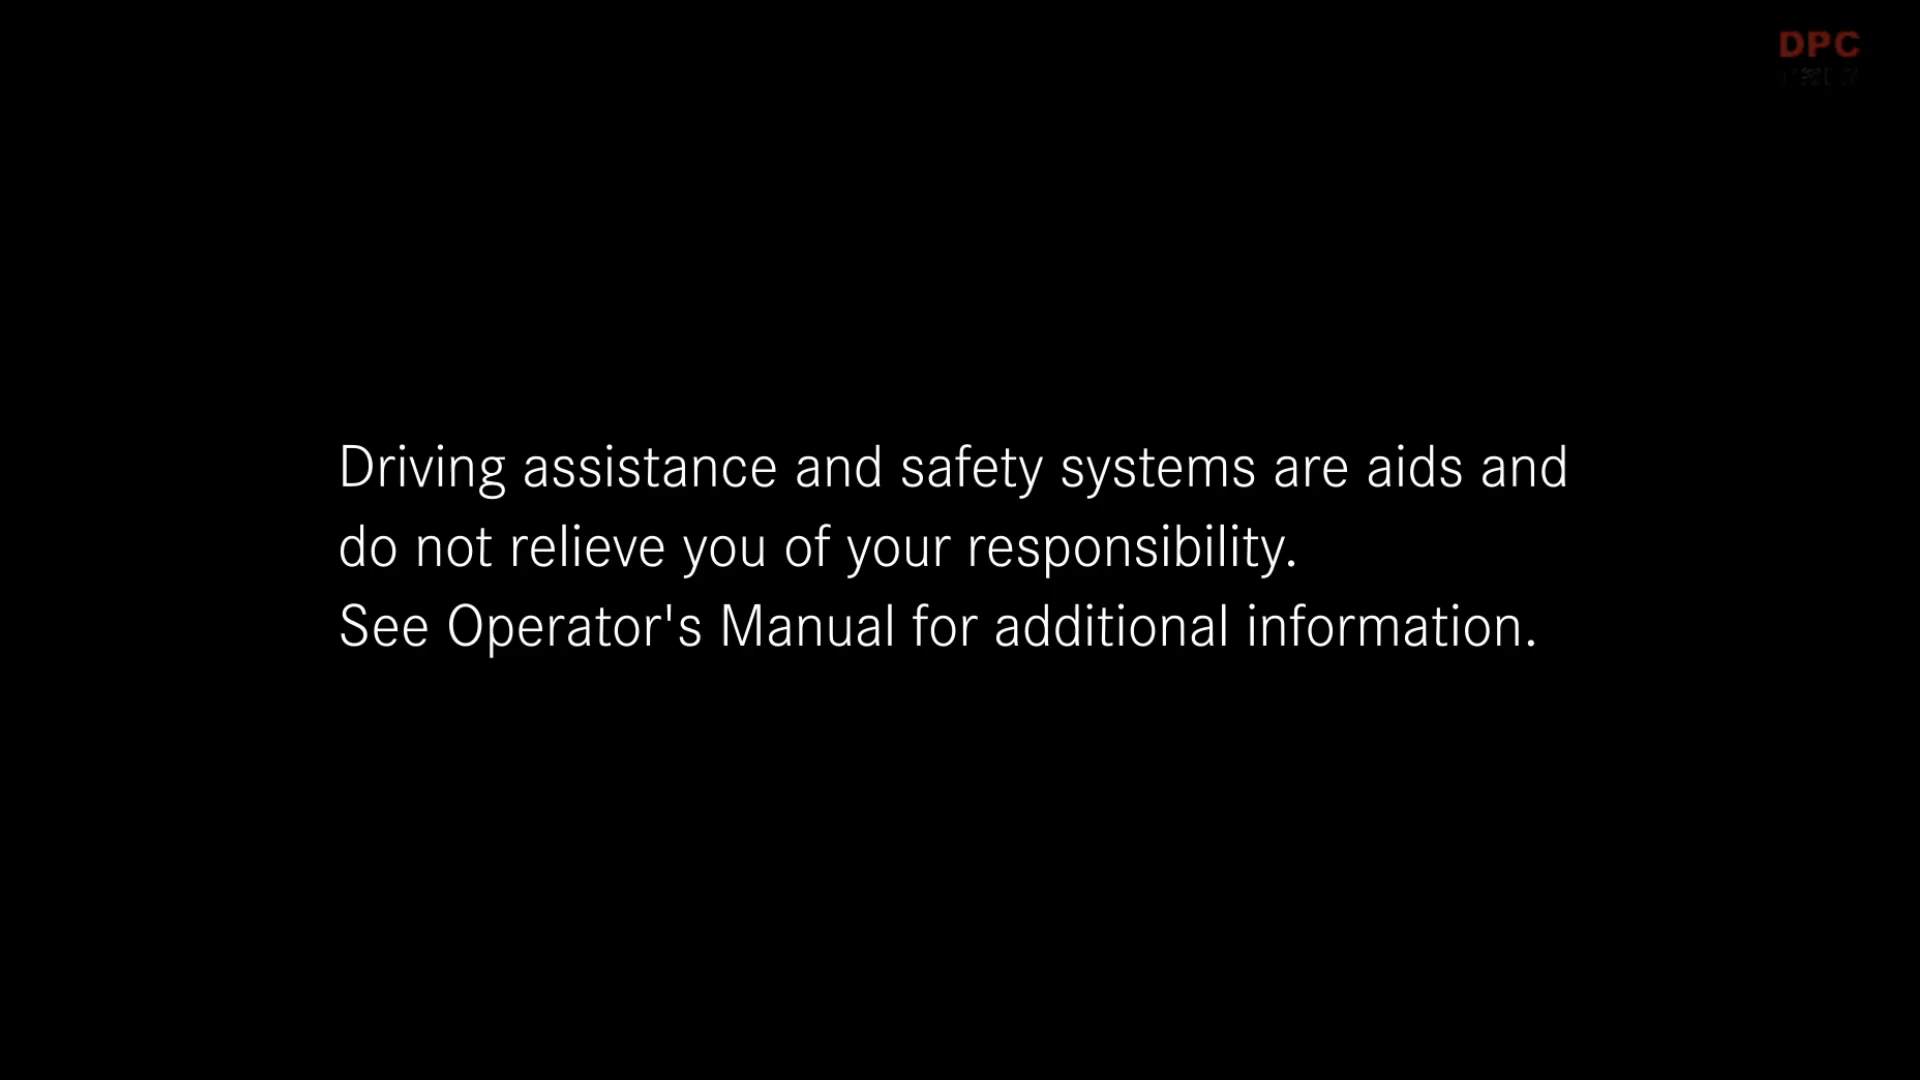 DPC
Driving assistance and safety systems are aids and
do not relieve you of your responsibility.
See Operator's Manual for additional information.